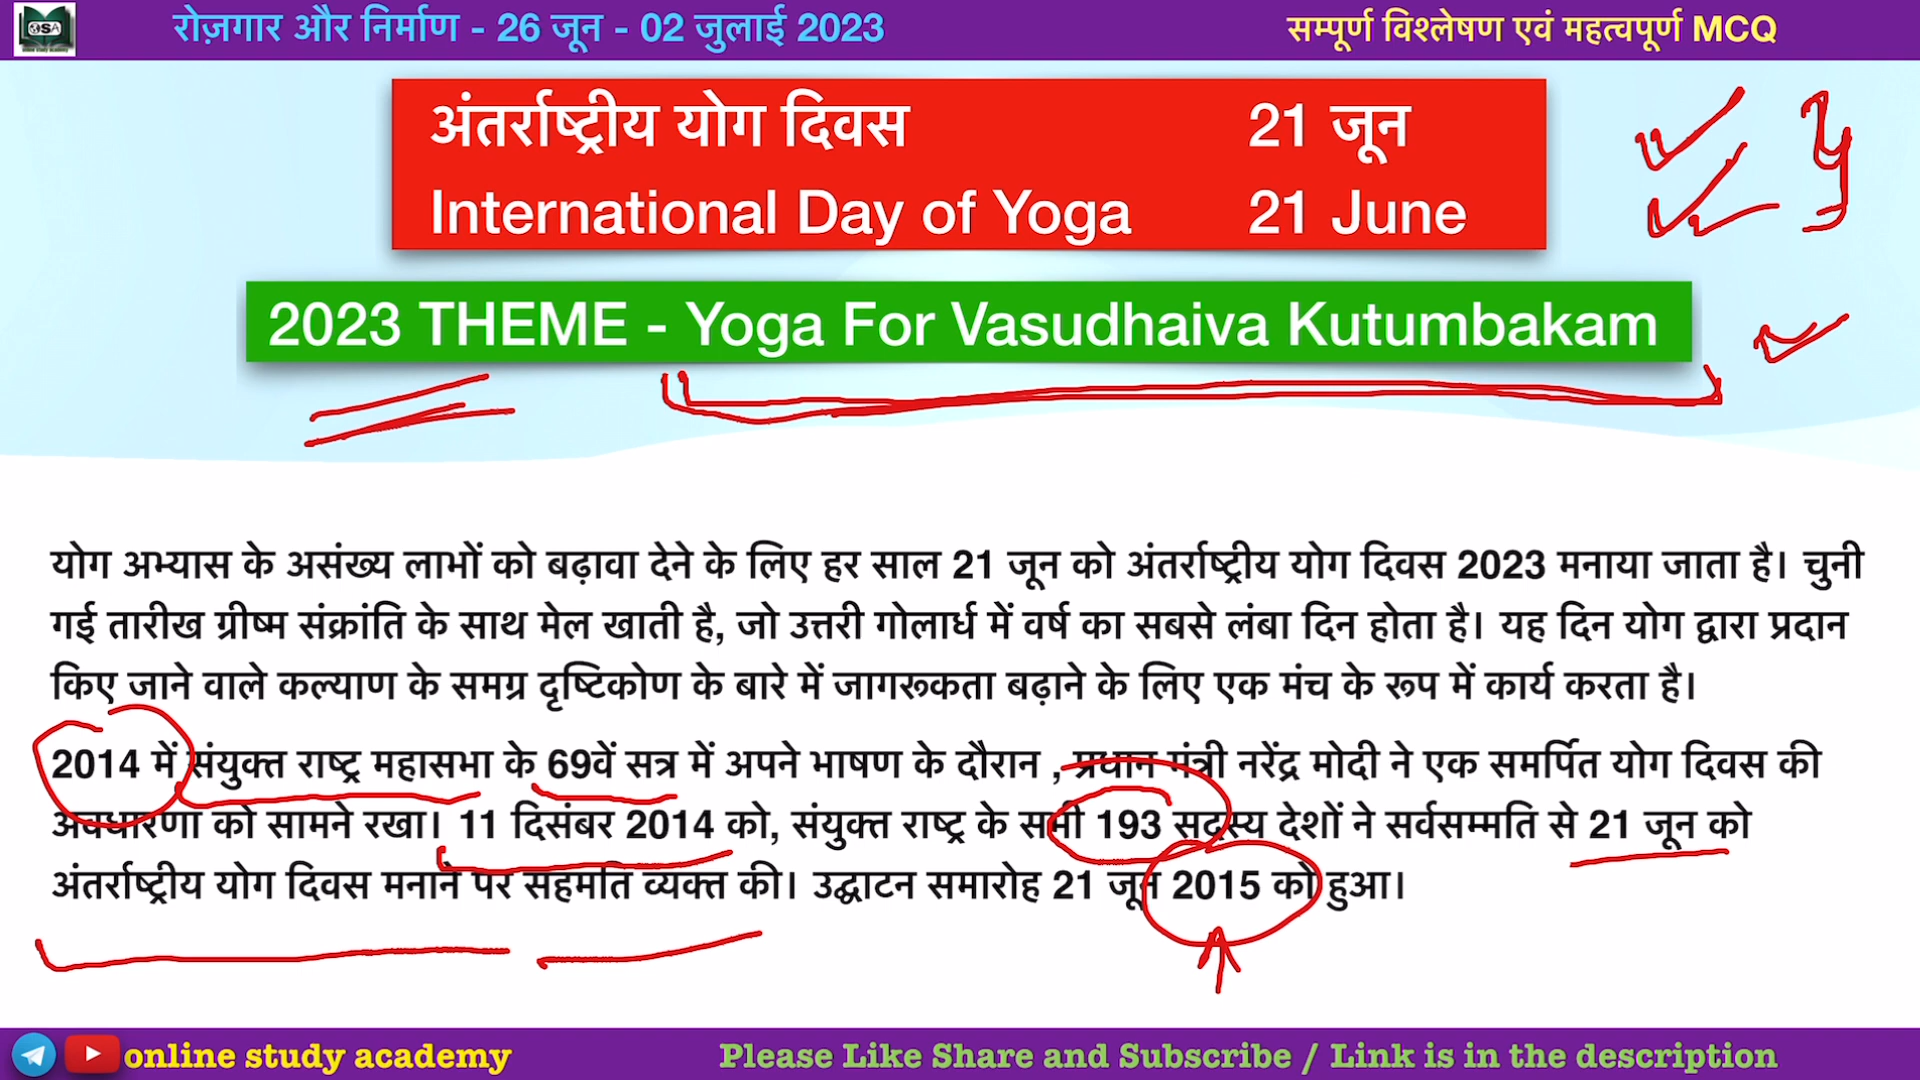 OSA
online study academy
रोज़गार और निर्माण - 26 जून - 02 जुलाई 2023
सम्पूर्ण विश्लेषण एवं महत्वपूर्ण MCQ
अंतर्राष्ट्रीय योग दिवस 21 जून
International Day of Yoga 21 June
2023 THEME - Yoga For Vasudhaiva Kutumbakam
योग अभ्यास के असंख्य लाभों को बढ़ावा देने के लिए हर साल 21 जून को अंतर्राष्ट्रीय योग दिवस 2023 मनाया जाता है। चुनी
गई तारीख ग्रीष्म संक्रांति के साथ मेल खाती है, जो उत्तरी गोलार्ध में वर्ष का सबसे लंबा दिन होता है। यह दिन योग द्वारा प्रदान
किए जाने वाले कल्याण के समग्र दृष्टिकोण के बारे में जागरूकता बढ़ाने के लिए एक मंच के रूप में कार्य करता है।
2014 में संयुक्त राष्ट्र महासभा के 69वें सत्र में अपने भाषण के दौरान , प्रधान मंत्री नरेंद्र मोदी ने एक समर्पित योग दिवस की
अवधारणा को सामने रखा। 11 दिसंबर 2014 को, संयुक्त राष्ट्र के सभी 193 सदस्य देशों ने सर्वसम्मति से 21 जून को
अंतर्राष्ट्रीय योग दिवस मनाने पर सहमति व्यक्त की। उद्घाटन समारोह 21 जून 2015 को हुआ।
online study academy
Please Like Share and Subscribe / Link is in the description